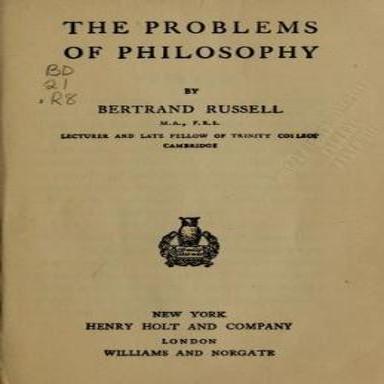 THE PROBLEMS
OF PHILOSOPHY
BD
21
.R8
BY
BERTRAND RUSSELL
M.A., F.R.S.
LECTURER AND LATE FELLOW OF TRINITY COLLEGE
CAMBRIDGE
NEW YORK
HENRY HOLT AND COMPANY
LONDON
WILLIAMS AND NORGATE